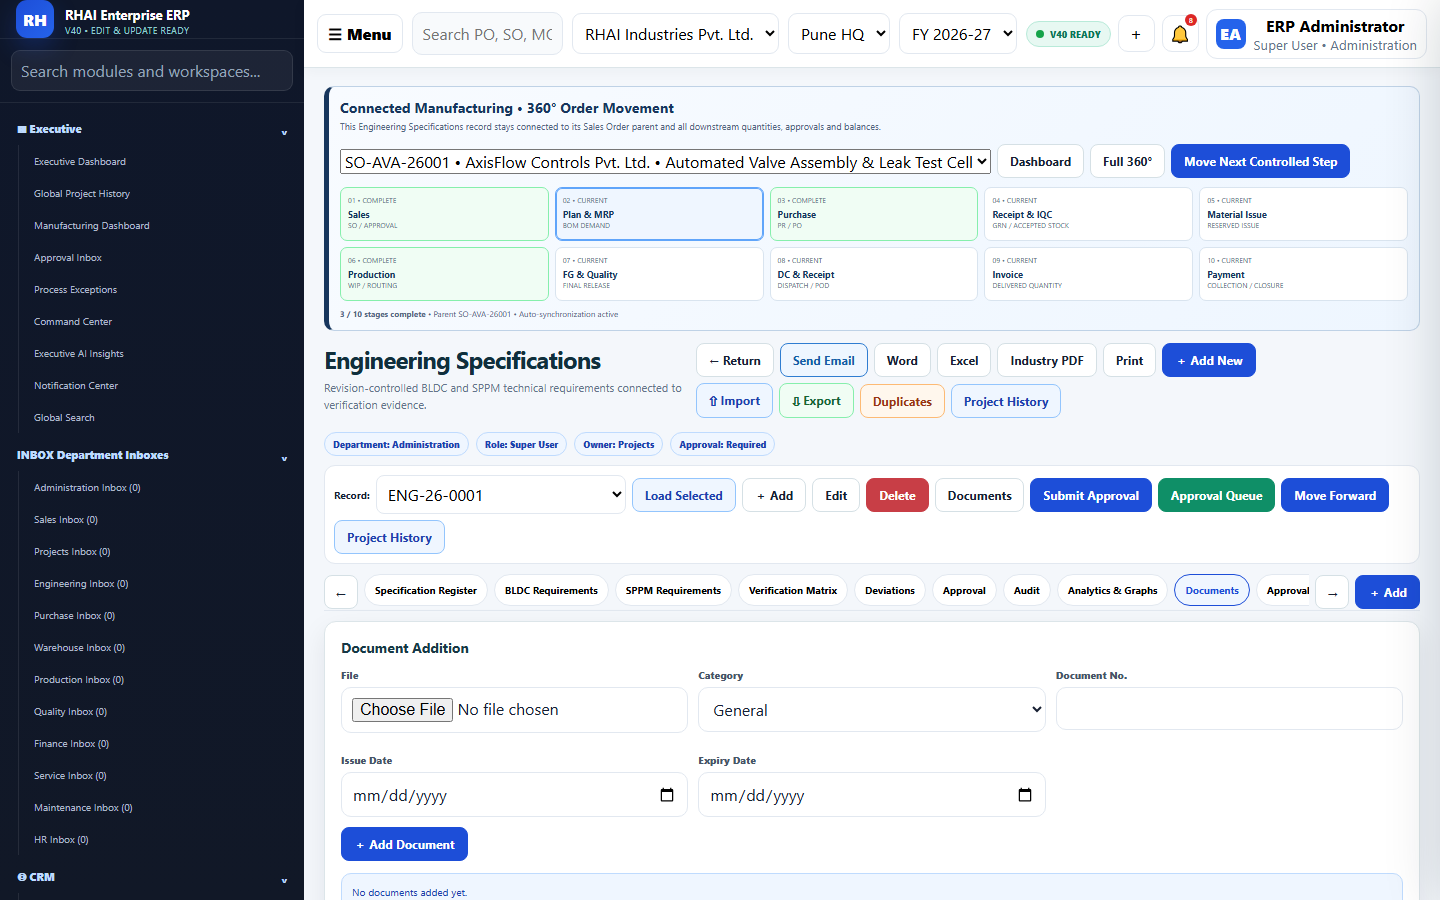 RH
RHAI Enterprise ERP
V40 • EDIT & UPDATE READY
Search modules and workspaces...
Executive
Executive Dashboard
Global Project History
Manufacturing Dashboard
Approval Inbox
Process Exceptions
Command Center
Executive AI Insights
Notification Center
Global Search
INBOX Department Inboxes
Administration Inbox (0)
Sales Inbox (0)
Projects Inbox (0)
Engineering Inbox (0)
Purchase Inbox (0)
Warehouse Inbox (0)
Production Inbox (0)
Quality Inbox (0)
Finance Inbox (0)
Service Inbox (0)
Maintenance Inbox (0)
HR Inbox (0)
CRM
☰ Menu
Search PO, SO, MO
RHAI Industries Pvt. Ltd.
Pune HQ
FY 2026-27
V40 READY
+
8
EA
ERP Administrator
Super User • Administration
Connected Manufacturing • 360° Order Movement
This Engineering Specifications record stays connected to its Sales Order parent and all downstream quantities, approvals and balances.
SO-AVA-26001 • AxisFlow Controls Pvt. Ltd. • Automated Valve Assembly & Leak Test Cell
Dashboard
Full 360°
Move Next Controlled Step
01 • COMPLETE
Sales
SO / APPROVAL
02 • CURRENT
Plan & MRP
BOM DEMAND
03 • COMPLETE
Purchase
PR / PO
04 • CURRENT
Receipt & IQC
GRN / ACCEPTED STOCK
05 • CURRENT
Material Issue
RESERVED ISSUE
06 • COMPLETE
Production
WIP / ROUTING
07 • CURRENT
FG & Quality
FINAL RELEASE
08 • CURRENT
DC & Receipt
DISPATCH / POD
09 • CURRENT
Invoice
DELIVERED QUANTITY
10 • CURRENT
Payment
COLLECTION / CLOSURE
3 / 10 stages complete • Parent SO-AVA-26001 • Auto-synchronization active
Engineering Specifications
Revision-controlled BLDC and SPPM technical requirements connected to
verification evidence.
← Return
Send Email
Word
Excel
Industry PDF
Print
+ Add New
⇧ Import
⇩ Export
Duplicates
Project History
Department: Administration
Role: Super User
Owner: Projects
Approval: Required
Record:
ENG-26-0001
Load Selected
+ Add
Edit
Delete
Documents
Submit Approval
Approval Queue
Move Forward
Project History
←
Specification Register
BLDC Requirements
SPPM Requirements
Verification Matrix
Deviations
Approval
Audit
Analytics & Graphs
Documents
Approval
→
+ Add
Document Addition
File
Choose File No file chosen
Category
General
Document No.
Issue Date
mm/dd/yyyy
Expiry Date
mm/dd/yyyy
+ Add Document
No documents added yet.